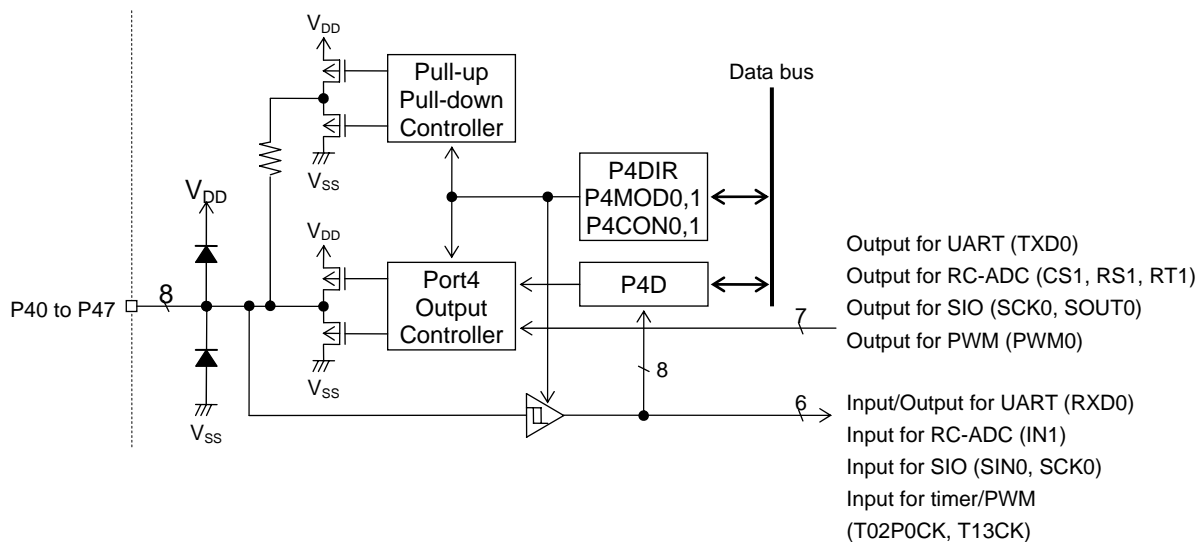 VDD
Pull-up
Pull-down
Controller
VSS
Data bus
P4DIR
P4MOD0,1
P4CON0,1
VDD
VDD
Port4
Output
Controller
P4D
P40 to P47
8
VSS
VSS
7
8
6
Output for UART (TXD0)
Output for RC-ADC (CS1, RS1, RT1)
Output for SIO (SCK0, SOUT0)
Output for PWM (PWM0)
Input/Output for UART (RXD0)
Input for RC-ADC (IN1)
Input for SIO (SIN0, SCK0)
Input for timer/PWM
(T02P0CK, T13CK)